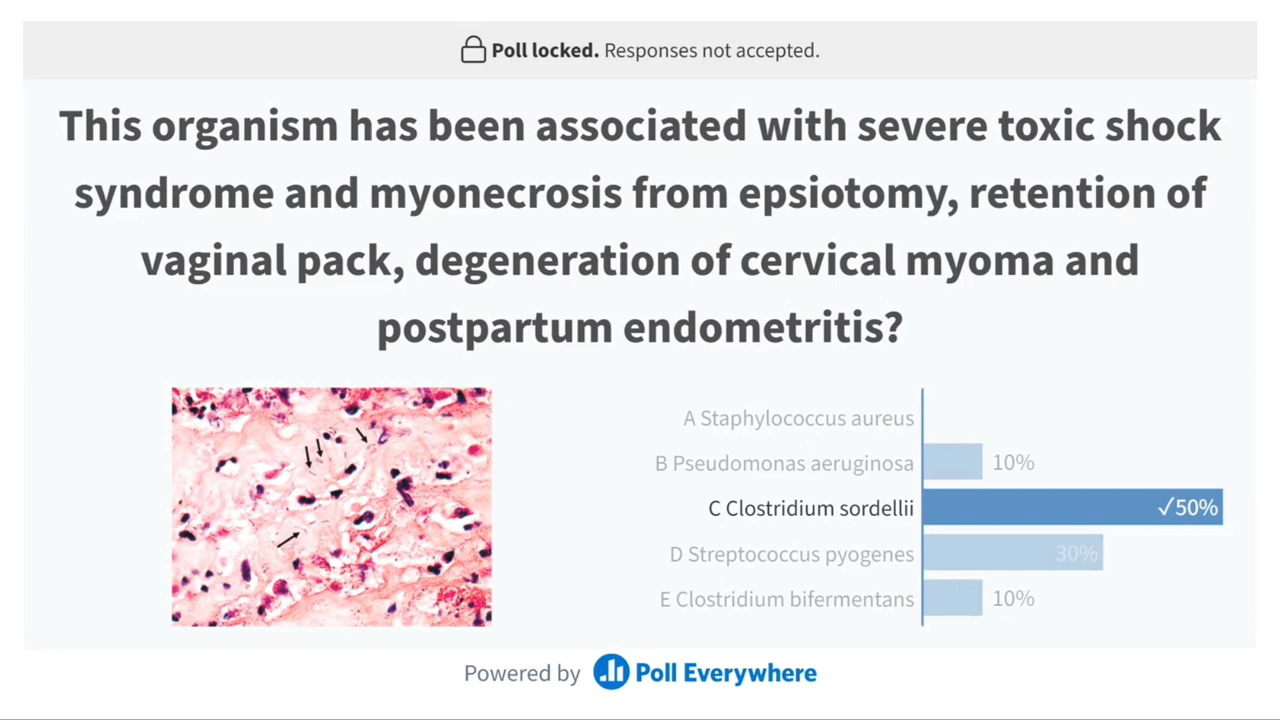 Poll locked. Responses not accepted.
This organism has been associated with severe toxic shock
syndrome and myonecrosis from epsiotomy, retention of
vaginal pack, degeneration of cervical myoma and
postpartum endometritis?
A Staphylococcus aureus
B Pseudomonas aeruginosa 10%
C Clostridium sordellii ✓50%
D Streptococcus pyogenes 30%
E Clostridium bifermentans 10%
Powered by Poll Everywhere